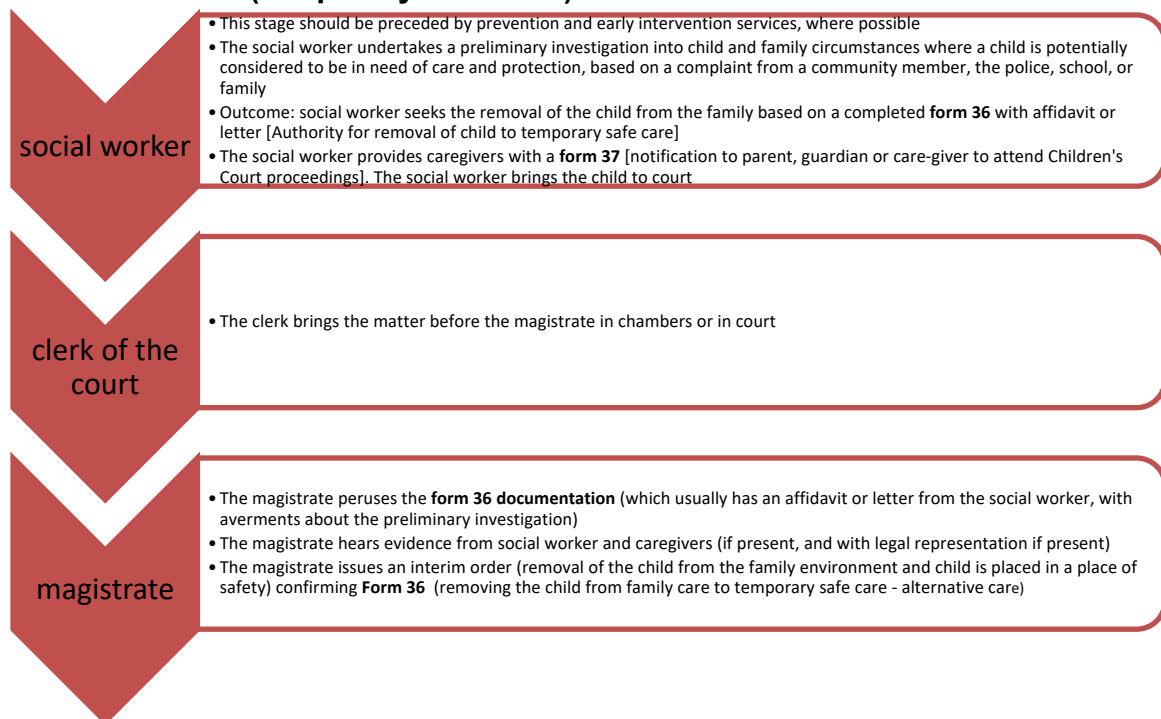 • This stage should be preceded by prevention and early intervention services, where possible
• The social worker undertakes a preliminary investigation into child and family circumstances where a child is potentially
considered to be in need of care and protection, based on a complaint from a community member, the police, school, or
family
• Outcome: social worker seeks the removal of the child from the family based on a completed form 36 with affidavit or
letter [Authority for removal of child to temporary safe care]
• The social worker provides caregivers with a form 37 [notification to parent, guardian or care-giver to attend Children's
Court proceedings]. The social worker brings the child to court
social worker
• The clerk brings the matter before the magistrate in chambers or in court
clerk of the
court
• The magistrate peruses the form 36 documentation (which usually has an affidavit or letter from the social worker, with
averments about the preliminary investigation)
• The magistrate hears evidence from social worker and caregivers (if present, and with legal representation if present)
• The magistrate issues an interim order (removal of the child from the family environment and child is placed in a place of
safety) confirming Form 36 (removing the child from family care to temporary safe care - alternative care)
magistrate